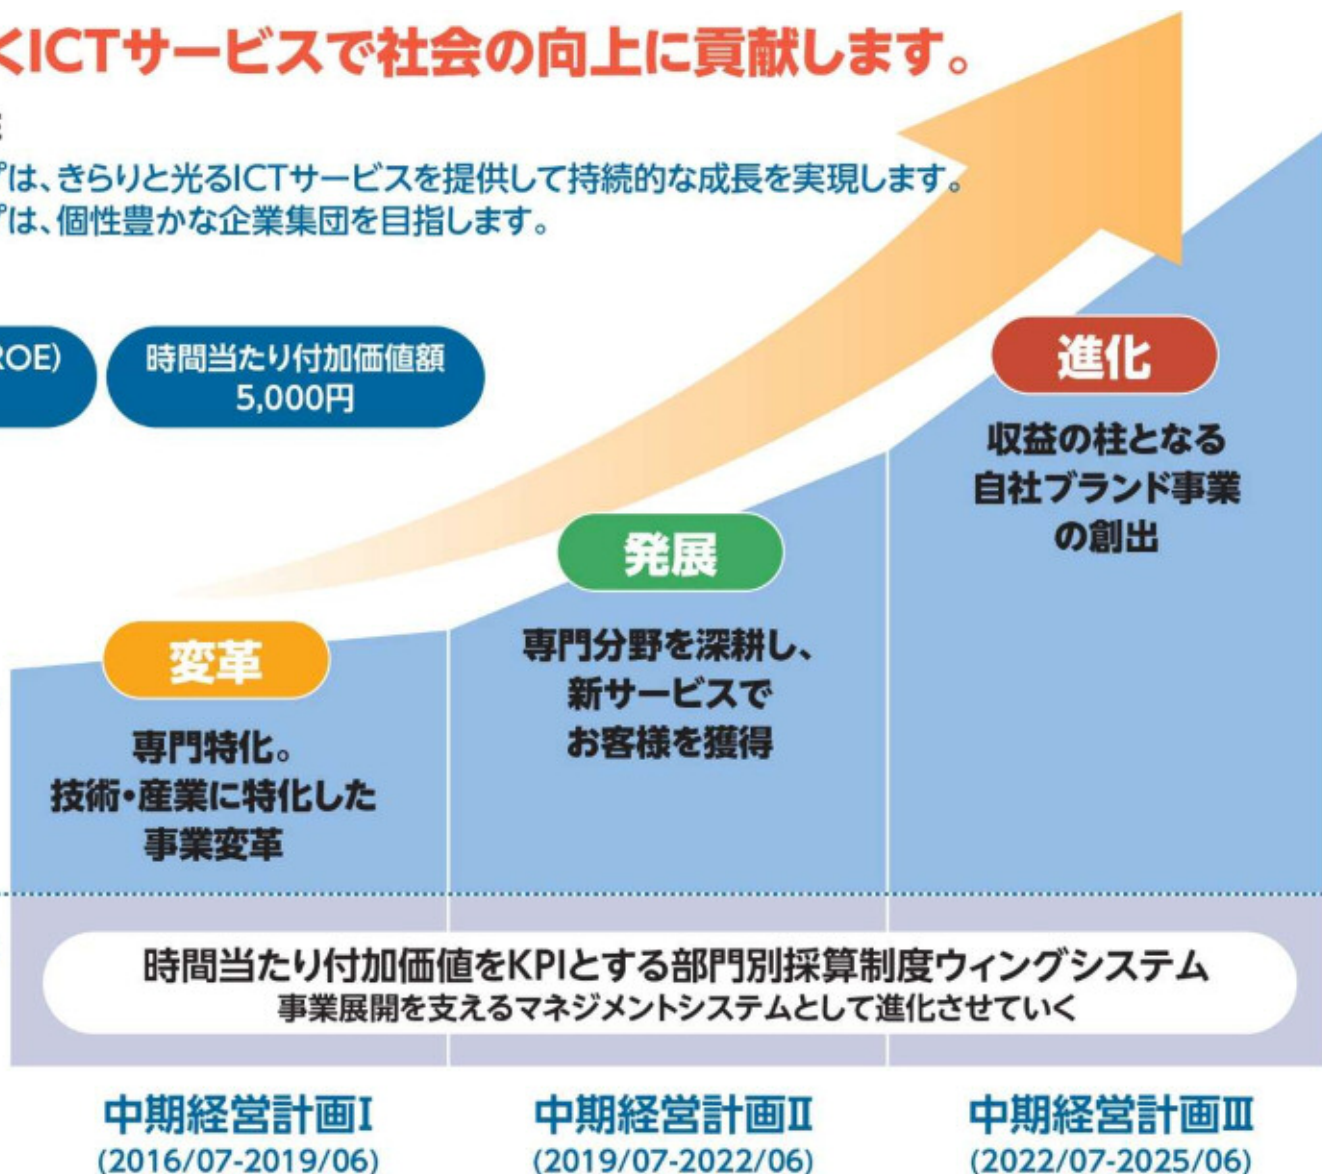 くICTサービスで社会の向上に貢献します。
は、きらりと光るICTサービスを提供して持続的な成長を実現します。
は、個性豊かな企業集団を目指します。
ROE)
時間当たり付加価値額
5,000円
進化
収益の柱となる
自社ブランド事業
の創出
発展
専門分野を深耕し、
新サービスで
お客様を獲得
変革
専門特化。
技術・産業に特化した
事業変革
時間当たり付加価値をKPIとする部門別採算制度ウィングシステム
事業展開を支えるマネジメントシステムとして進化させていく
中期経営計画Ⅰ
(2016/07-2019/06)
中期経営計画Ⅱ
(2019/07-2022/06)
中期経営計画Ⅲ
(2022/07-2025/06)